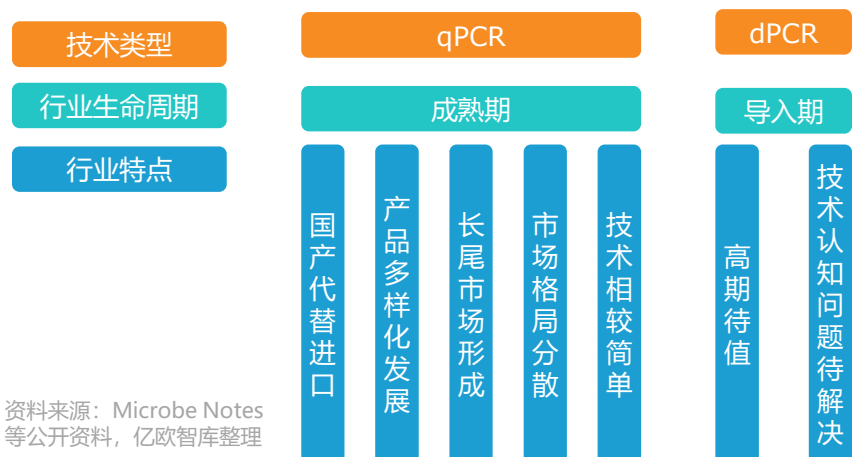 技术类型
qPCR
dPCR
行业生命周期
成熟期
导入期
行业特点
国产代替进口
产品多样化发展
长尾市场形成
市场格局分散
技术相较简单
高期待值
技术认知问题待解决
资料来源：Microbe Notes
等公开资料，亿欧智库整理